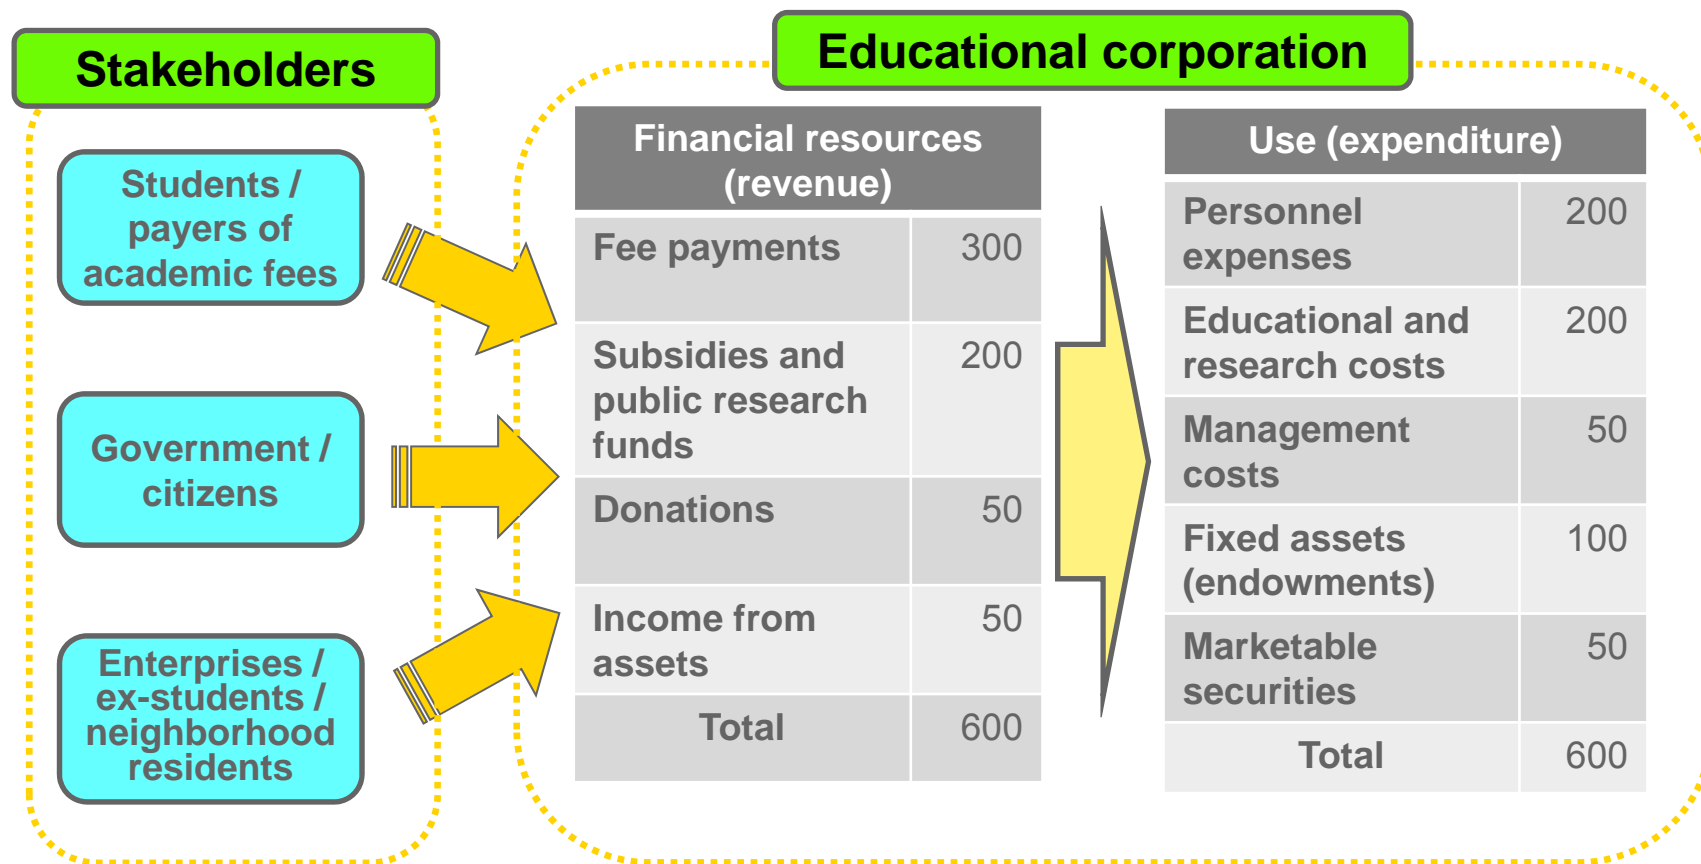 Stakeholders
Educational corporation
Students /
payers of
academic fees
Government /
citizens
Enterprises /
ex-students /
neighborhood
residents
Financial resources
(revenue)
Fee payments 300
Subsidies and 200
public research
funds
Donations 50
Income from 50
assets
Total 600
Use (expenditure)
Personnel 200
expenses
Educational and 200
research costs
Management 50
costs
Fixed assets 100
(endowments)
Marketable 50
securities
Total 600